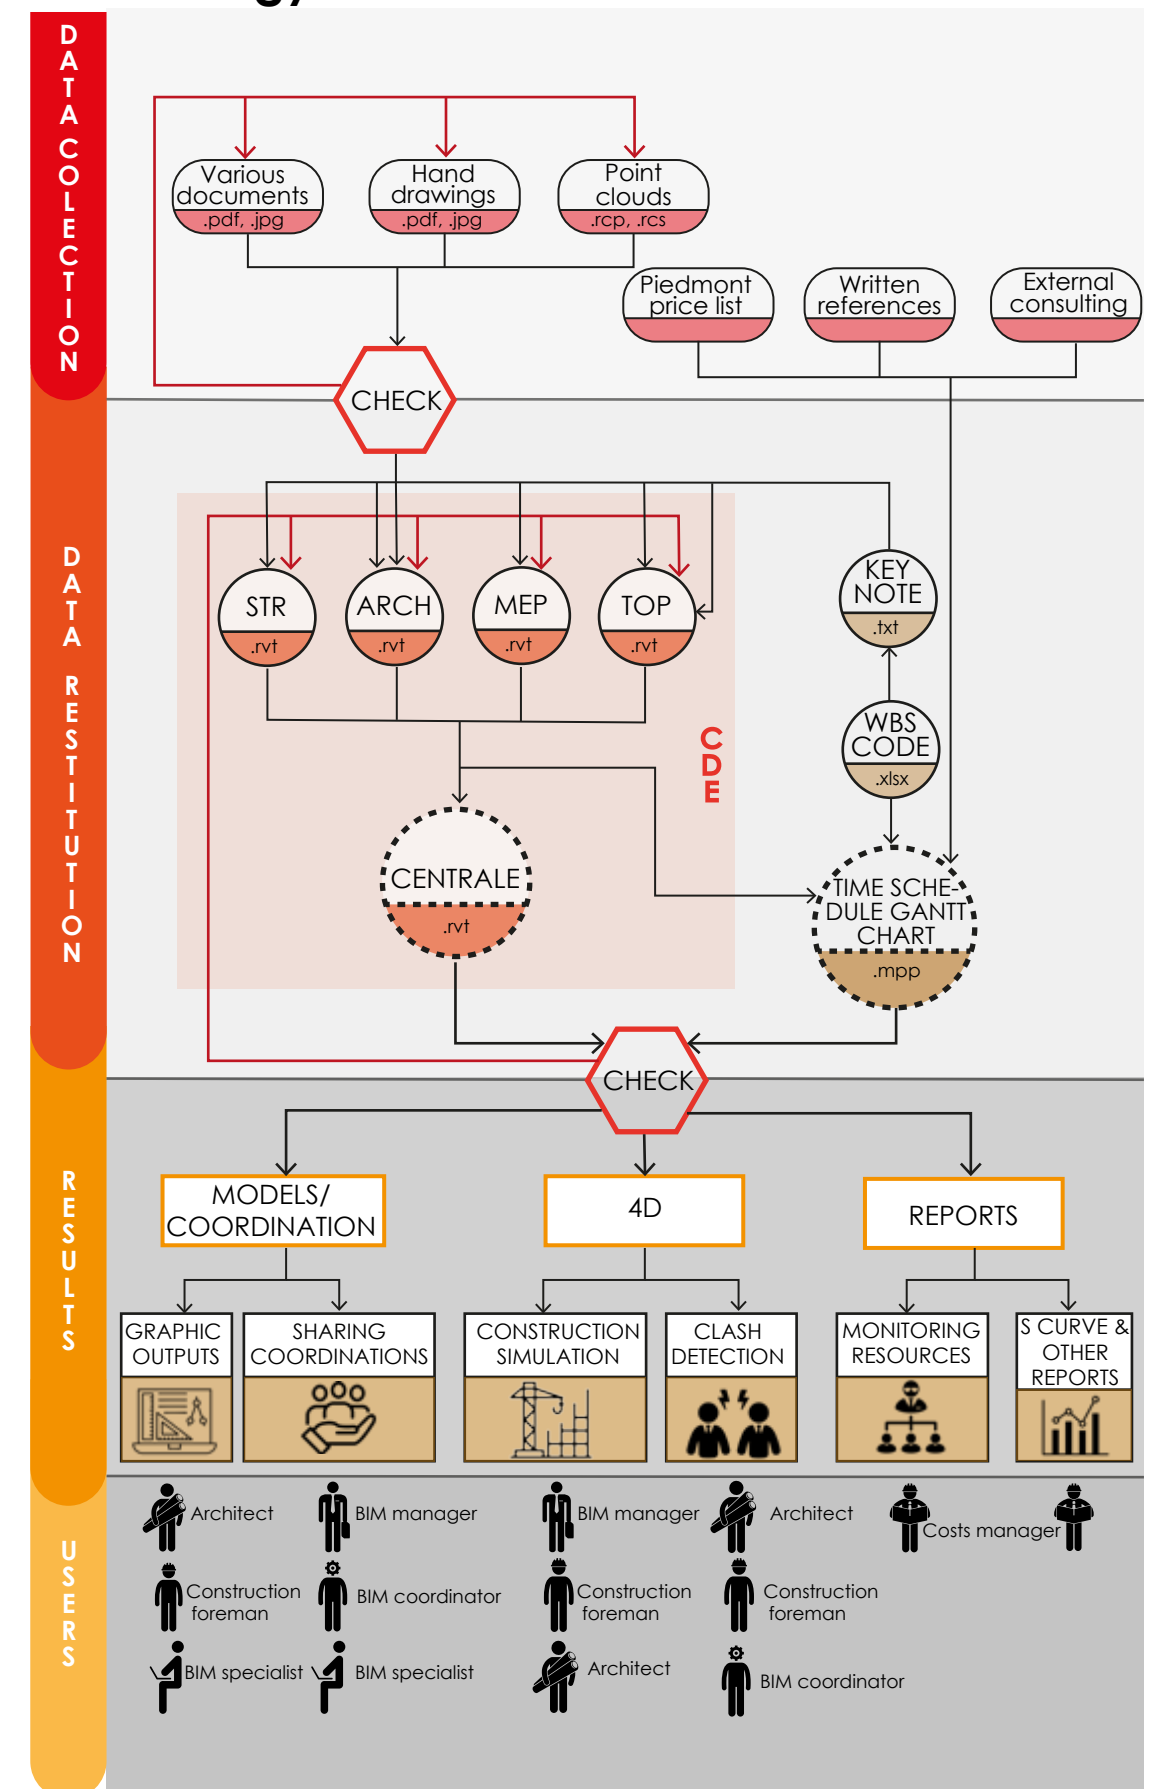 DATA COLECTION
Various
documents
.pdf, .jpg
Hand
drawings
.pdf, .jpg
Point
clouds
.rcp, .rcs
Piedmont
price list
Written
references
External
consulting
CHECK
DATA RESTITUTION
STR
.rvt
ARCH
.rvt
MEP
.rvt
TOP
.rvt
KEY
NOTE
.txt
WBS
CODE
.xlsx
CDE
CENTRALE
.rvt
TIME SCHE-
DULE GANTT
CHART
.mpp
CHECK
RESULTS
MODELS/
COORDINATION
4D
REPORTS
GRAPHIC
OUTPUTS
SHARING
COORDINATIONS
CONSTRUCTION
SIMULATION
CLASH
DETECTION
MONITORING
RESOURCES
S CURVE &
OTHER
REPORTS
USERS
Architect
BIM manager
BIM manager
Architect
Costs manager
Construction
foreman
BIM coordinator
Construction
foreman
Construction
foreman
BIM specialist
BIM specialist
Architect
BIM coordinator